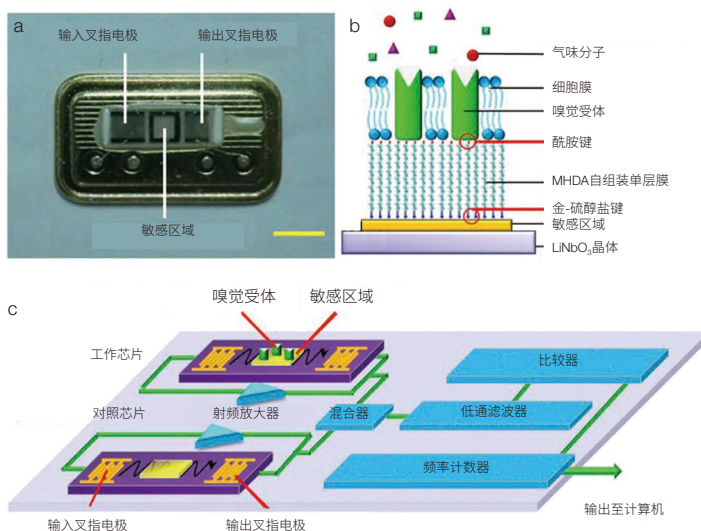 a
输入叉指电极
输出叉指电极
敏感区域
b
气味分子
细胞膜
嗅觉受体
酰胺键
MHDA自组装单层膜
金-硫醇盐键
敏感区域
LiNbO₃晶体
c
嗅觉受体
敏感区域
工作芯片
比较器
对照芯片
射频放大器
混合器
低通滤波器
频率计数器
输出至计算机
输入叉指电极
输出叉指电极